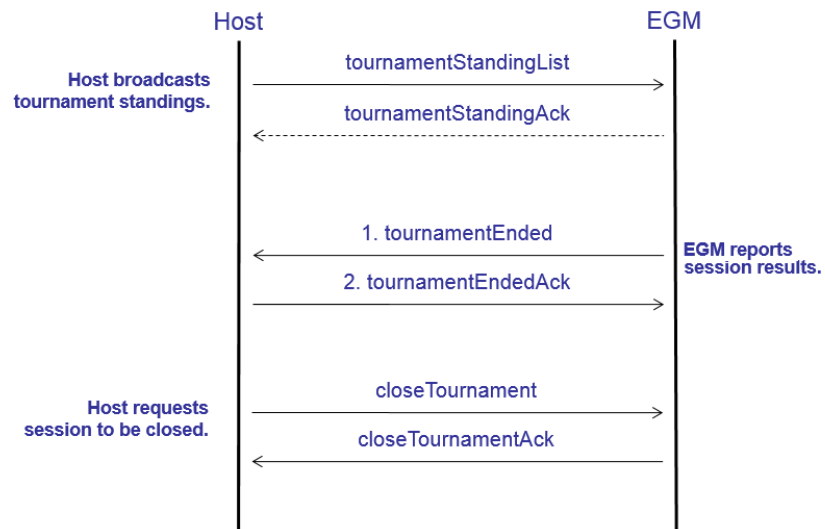 Host
EGM
Host broadcasts
tournament standings.
tournamentStandingList
tournamentStandingAck
1. tournamentEnded
EGM reports
session results.
2. tournamentEndedAck
Host requests
session to be closed.
closeTournament
closeTournamentAck